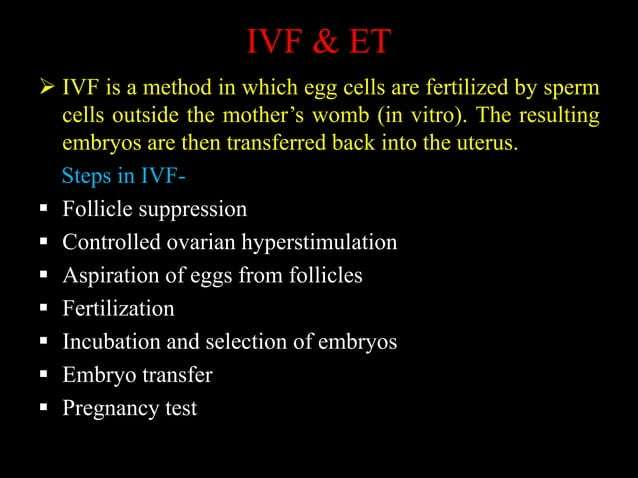 IVF & ET
➢ IVF is a method in which egg cells are fertilized by sperm
cells outside the mother’s womb (in vitro). The resulting
embryos are then transferred back into the uterus.
Steps in IVF-
▪ Follicle suppression
▪ Controlled ovarian hyperstimulation
▪ Aspiration of eggs from follicles
▪ Fertilization
▪ Incubation and selection of embryos
▪ Embryo transfer
▪ Pregnancy test